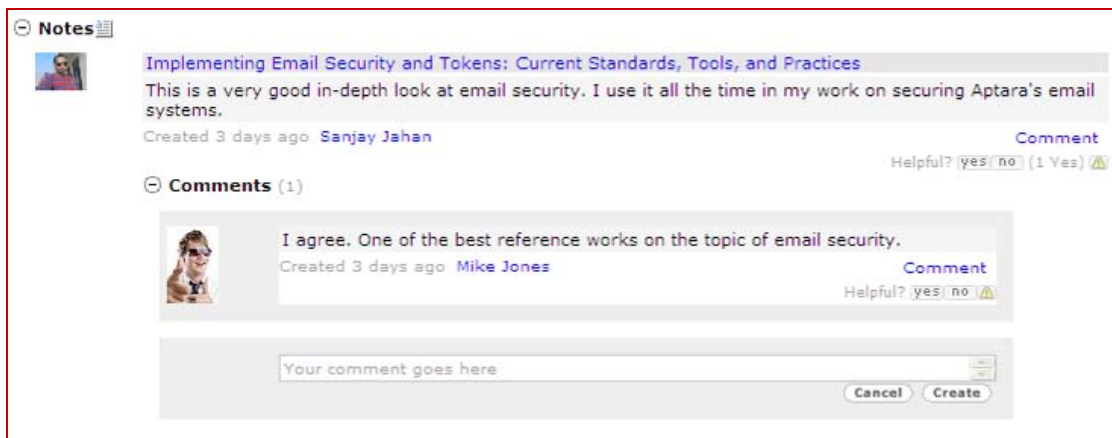 Notes
Implementing Email Security and Tokens: Current Standards, Tools, and Practices
This is a very good in-depth look at email security. I use it all the time in my work on securing Aptara's email
systems.
Created 3 days ago Sanjay Jahan
Comment
Helpful? yes no (1 Yes)
Comments (1)
I agree. One of the best reference works on the topic of email security.
Created 3 days ago Mike Jones
Comment
Helpful? yes no
Your comment goes here
Cancel Create